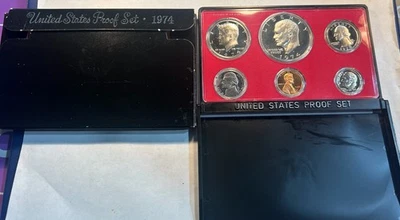 United States Proof Set · 1974
UNITED STATES PROOF SET